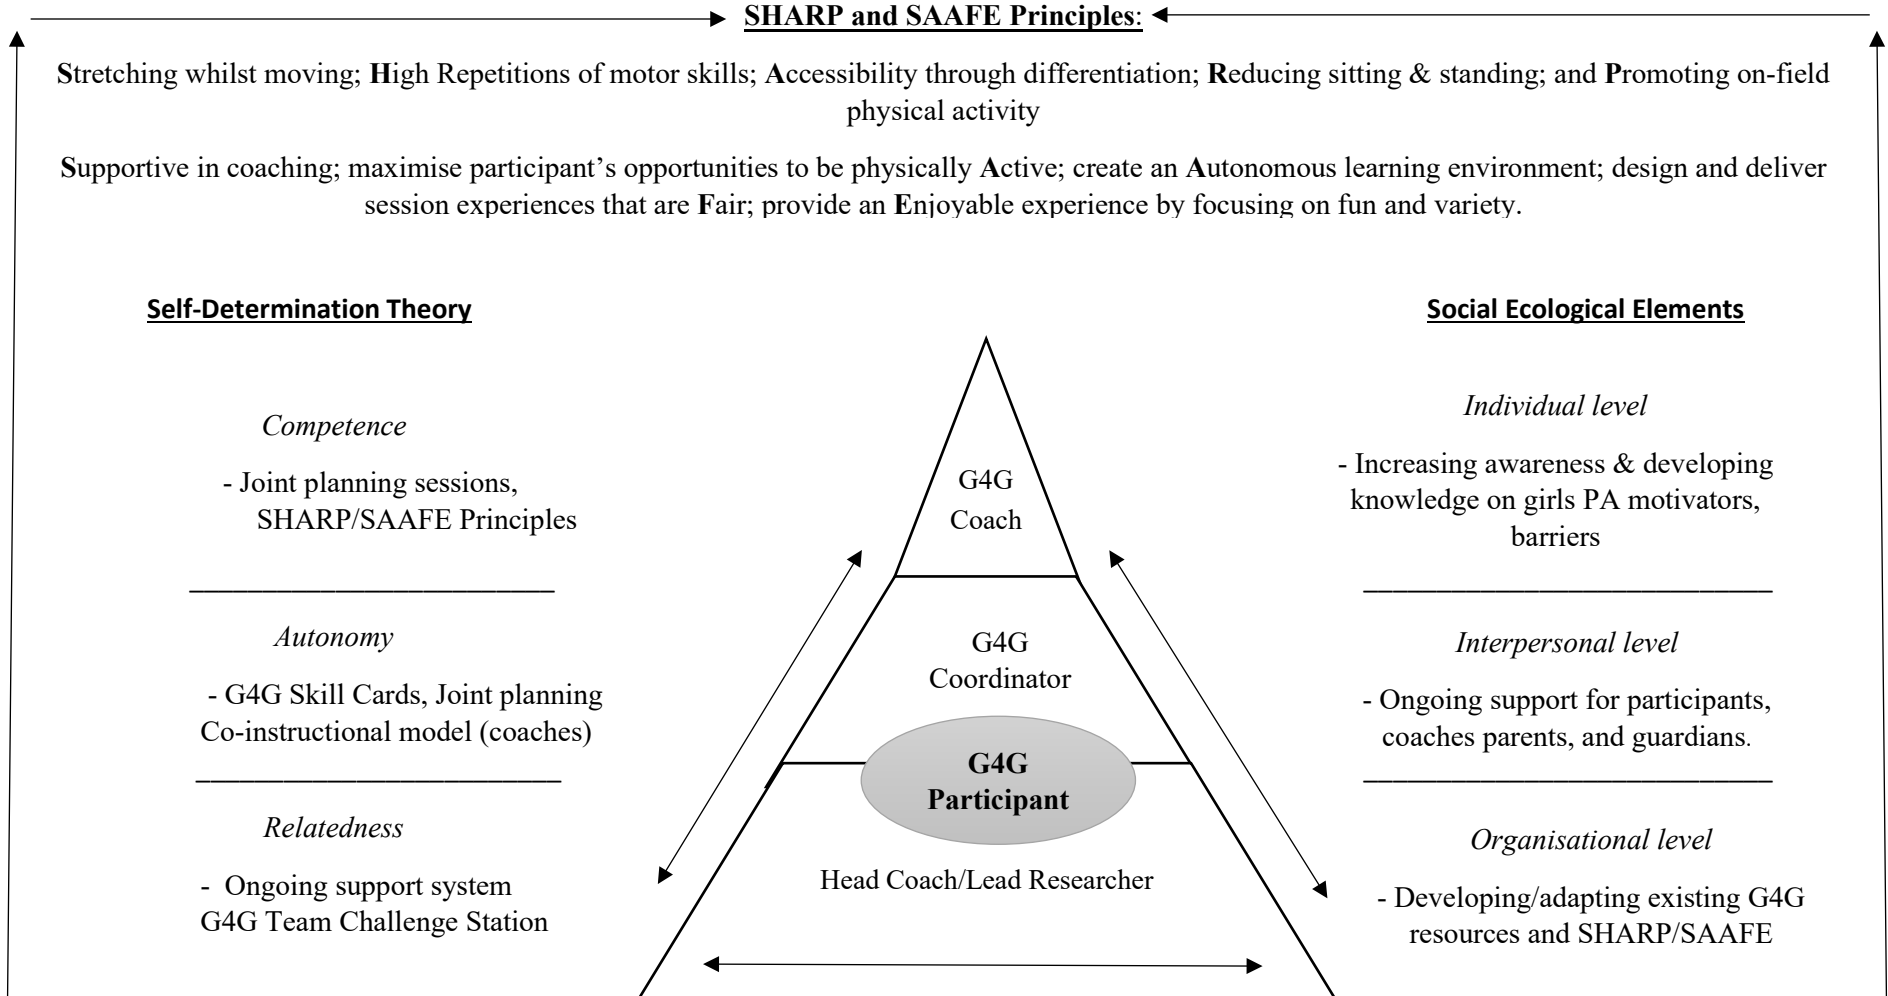 SHARP and SAAFE Principles:
Stretching whilst moving; High Repetitions of motor skills; Accessibility through differentiation; Reducing sitting & standing; and Promoting on-field
physical activity
Supportive in coaching; maximise participant’s opportunities to be physically Active; create an Autonomous learning environment; design and deliver
session experiences that are Fair; provide an Enjoyable experience by focusing on fun and variety.
Self-Determination Theory
Competence
- Joint planning sessions,
SHARP/SAAFE Principles
Autonomy
- G4G Skill Cards, Joint planning
Co-instructional model (coaches)
Relatedness
- Ongoing support system
G4G Team Challenge Station
G4G
Coach
G4G
Coordinator
G4G
Participant
Head Coach/Lead Researcher
Social Ecological Elements
Individual level
- Increasing awareness & developing
knowledge on girls PA motivators,
barriers
Interpersonal level
- Ongoing support for participants,
coaches parents, and guardians.
Organisational level
- Developing/adapting existing G4G
resources and SHARP/SAAFE